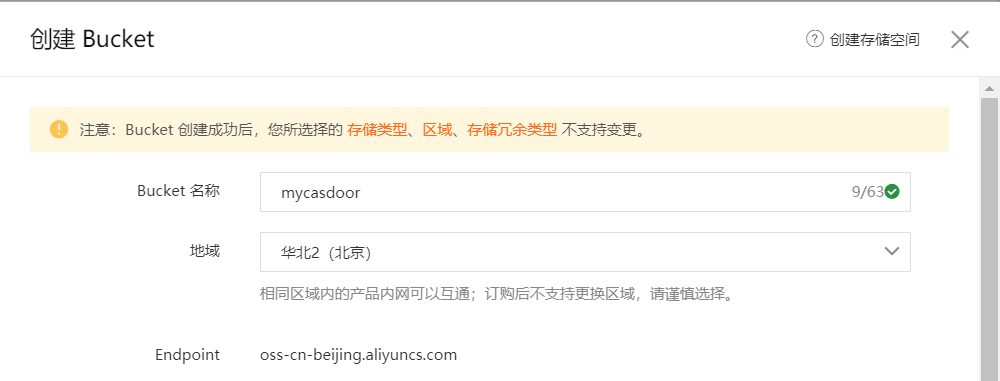 创建 Bucket
? 创建存储空间
! 注意：Bucket 创建成功后，您所选择的 存储类型、区域、存储冗余类型 不支持变更。
Bucket 名称 mycasdoor 9/63
地域 华北2（北京）
相同区域内的产品内网可以互通；订购后不支持更换区域，请谨慎选择。
Endpoint oss-cn-beijing.aliyuncs.com